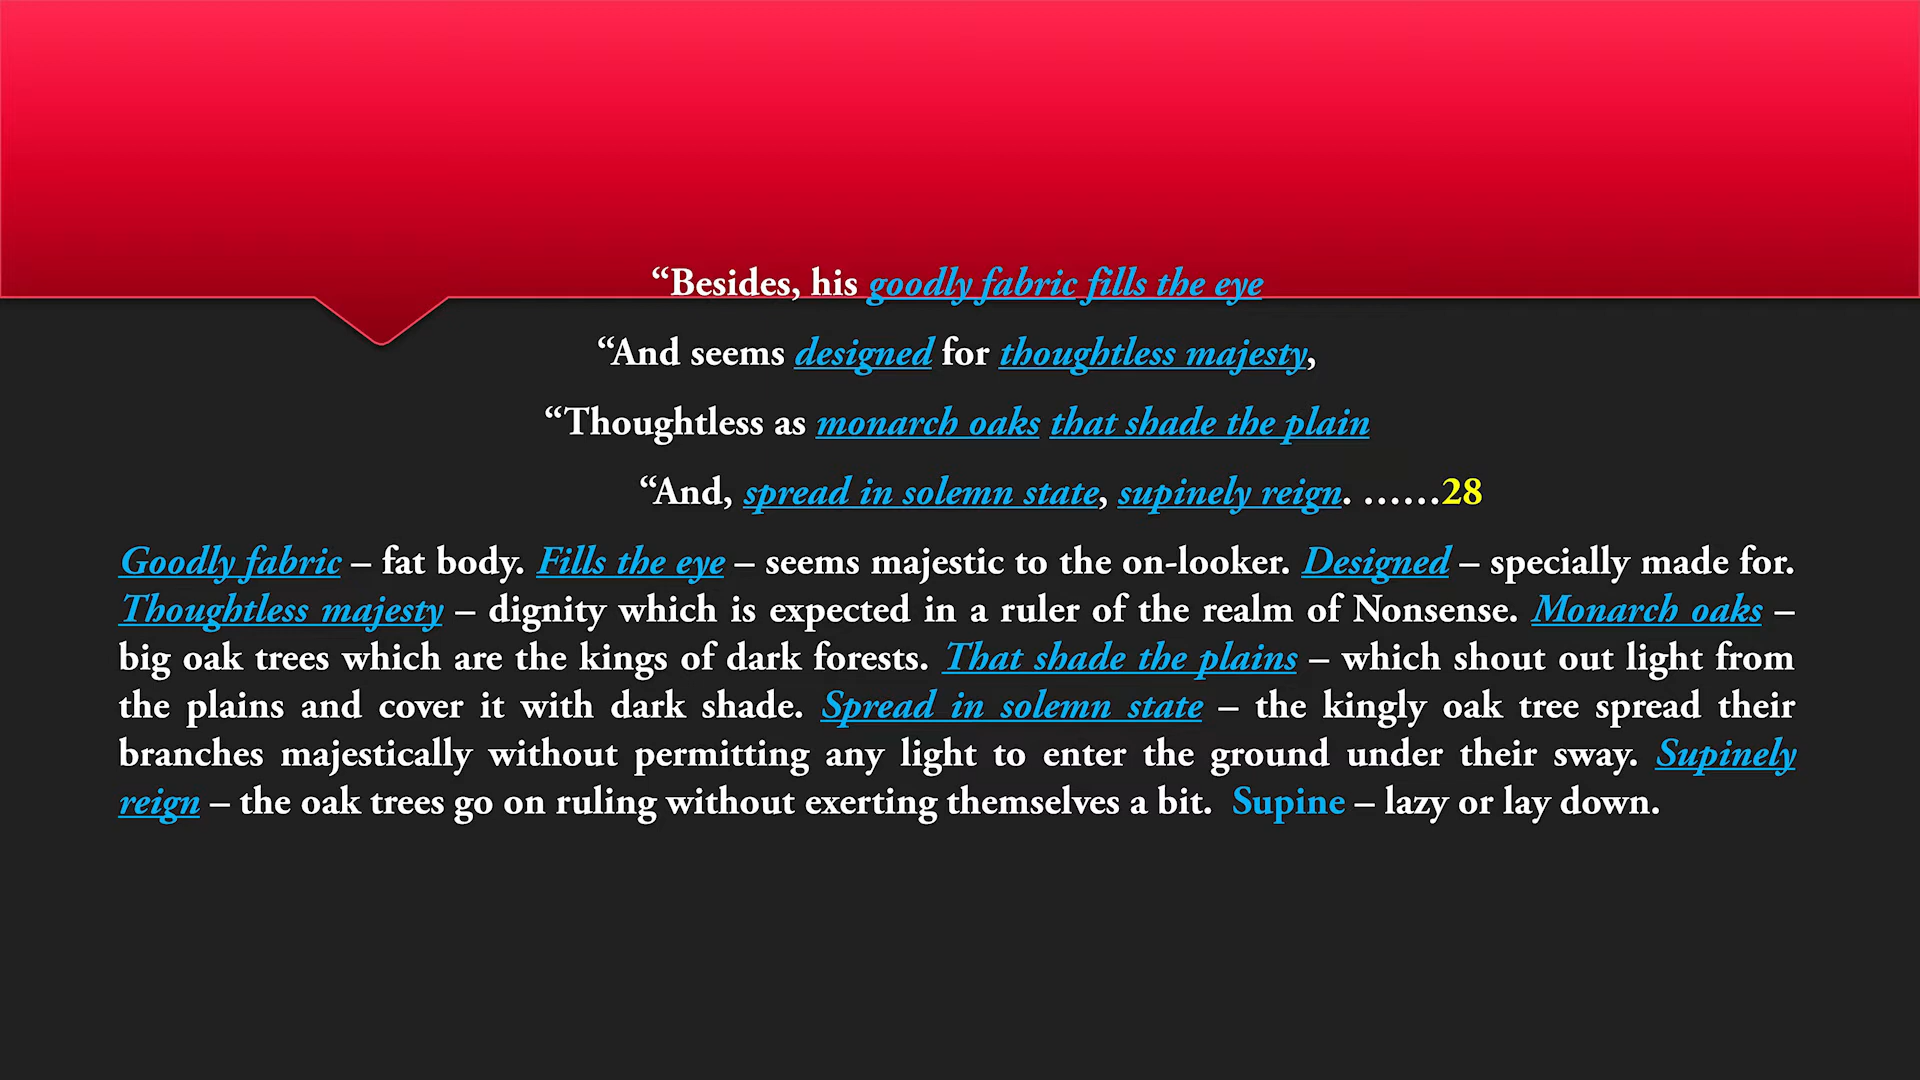 “Besides, his goodly fabric fills the eye
“And seems designed for thoughtless majesty,
“Thoughtless as monarch oaks that shade the plain
“And, spread in solemn state, supinely reign. ……28
Goodly fabric – fat body. Fills the eye – seems majestic to the on-looker. Designed – specially made for.
Thoughtless majesty – dignity which is expected in a ruler of the realm of Nonsense. Monarch oaks –
big oak trees which are the kings of dark forests. That shade the plains – which shout out light from
the plains and cover it with dark shade. Spread in solemn state – the kingly oak tree spread their
branches majestically without permitting any light to enter the ground under their sway. Supinely
reign – the oak trees go on ruling without exerting themselves a bit. Supine – lazy or lay down.